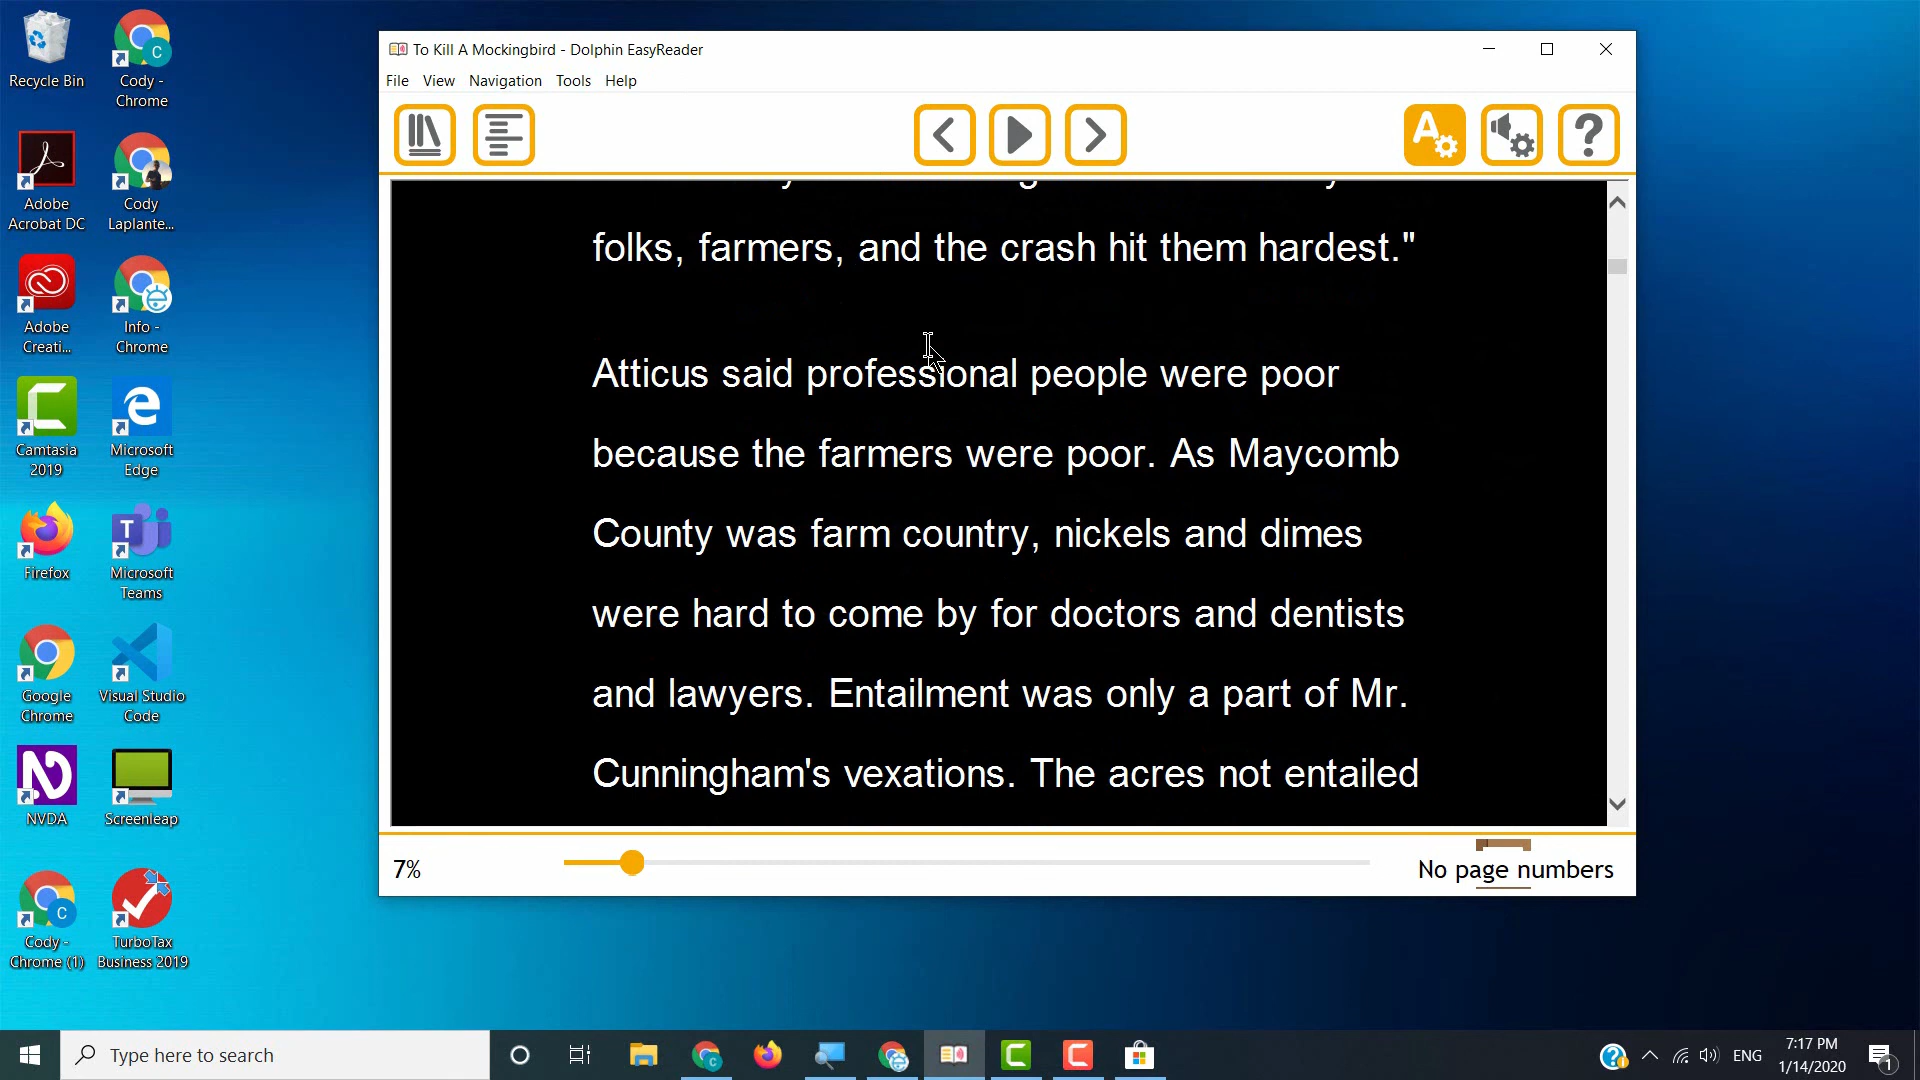 Recycle Bin
Cody -
Chrome
Adobe
Acrobat DC
Cody
Laplante...
Adobe
Creati...
Info -
Chrome
Camtasia
2019
Microsoft
Edge
Firefox
Microsoft
Teams
Google
Chrome
Visual Studio
Code
NVDA
Screenleap
Cody -
Chrome (1)
TurboTax
Business 2019
To Kill A Mockingbird - Dolphin EasyReader
File View Navigation Tools Help
folks, farmers, and the crash hit them hardest."
Atticus said professional people were poor
because the farmers were poor. As Maycomb
County was farm country, nickels and dimes
were hard to come by for doctors and dentists
and lawyers. Entailment was only a part of Mr.
Cunningham's vexations. The acres not entailed
7%
No page numbers
Type here to search
ENG
7:17 PM
1/14/2020
1